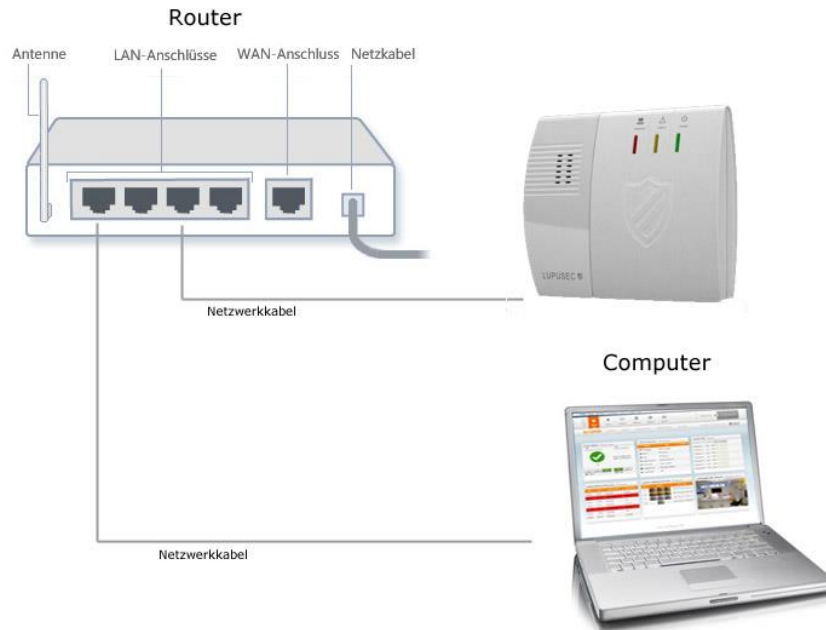 Router
Antenne
LAN-Anschlüsse
WAN-Anschluss
Netzkabel
LUPUSEC
Netzwerkkabel
Computer
Netzwerkkabel